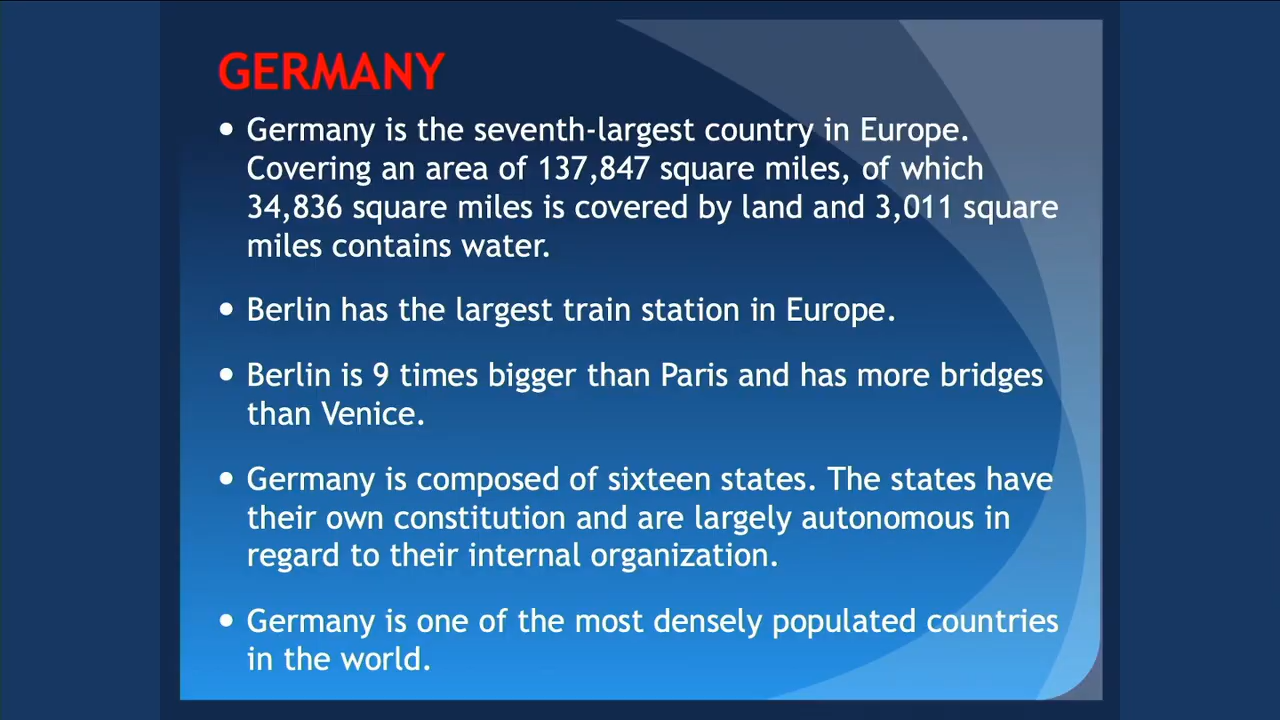 GERMANY
• Germany is the seventh-largest country in Europe.
Covering an area of 137,847 square miles, of which
34,836 square miles is covered by land and 3,011 square
miles contains water.
• Berlin has the largest train station in Europe.
• Berlin is 9 times bigger than Paris and has more bridges
than Venice.
• Germany is composed of sixteen states. The states have
their own constitution and are largely autonomous in
regard to their internal organization.
• Germany is one of the most densely populated countries
in the world.